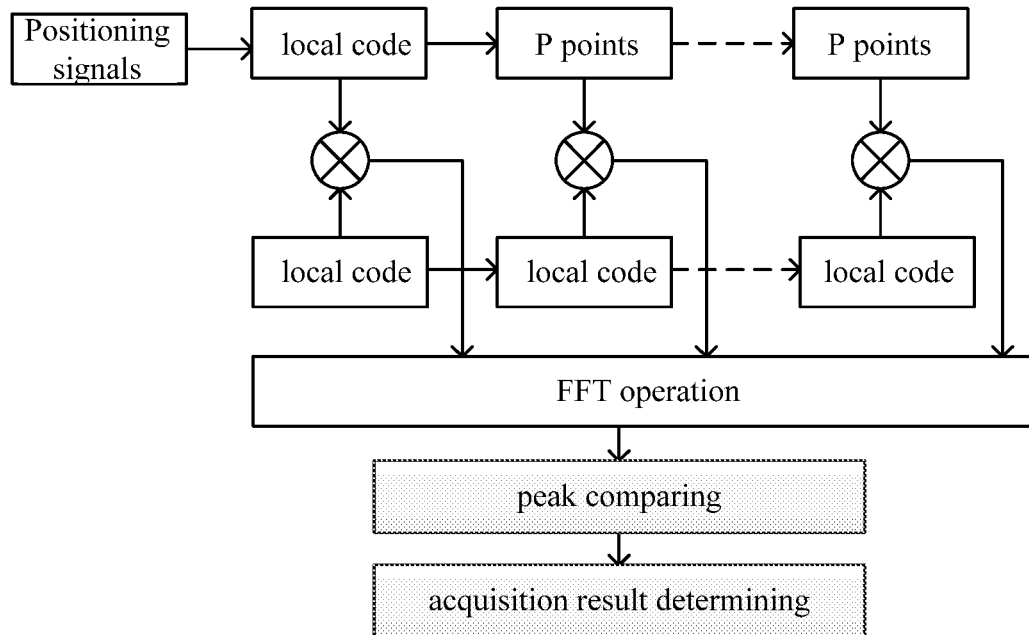 Positioning
signals
local code
P points
P points
local code
local code
local code
FFT operation
peak comparing
acquisition result determining